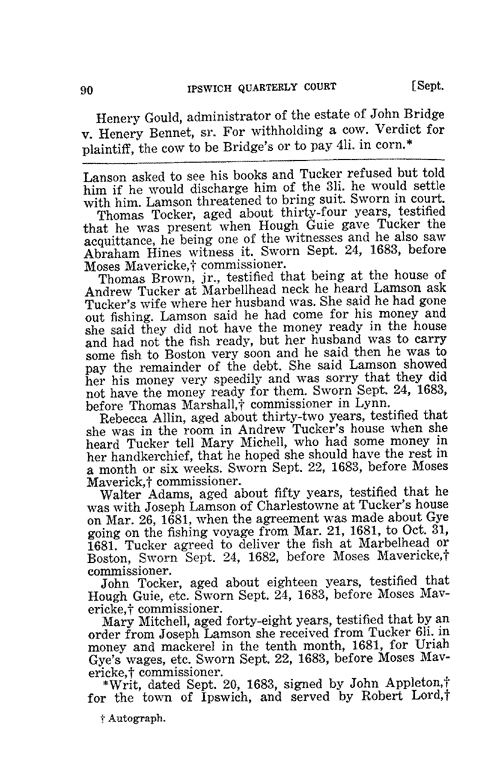 90 IPSWICH QUARTERLY COURT [Sept.
Henery Gould, administrator of the estate of John Bridge
v. Henery Bennet, sr. For withholding a cow. Verdict for
plaintiff, the cow to be Bridge's or to pay 4li. in corn.*
Lanson asked to see his books and Tucker refused but told
him if he would discharge him of the 3li. he would settle
with him. Lamson threatened to bring suit. Sworn in court.
Thomas Tocker, aged about thirty-four years, testified
that he was present when Hough Guie gave Tucker the
acquittance, he being one of the witnesses and he also saw
Abraham Hines witness it. Sworn Sept. 24, 1683, before
Moses Mavericke,† commissioner.
Thomas Brown, jr., testified that being at the house of
Andrew Tucker at Marbellhead neck he heard Lamson ask
Tucker's wife where her husband was. She said he had gone
out fishing. Lamson said he had come for his money and
she said they did not have the money ready in the house
and had not the fish ready, but her husband was to carry
some fish to Boston very soon and he said then he was to
pay the remainder of the debt. She said Lamson showed
her his money very speedily and was sorry that they did
not have the money ready for them. Sworn Sept. 24, 1683,
before Thomas Marshall,† commissioner in Lynn.
Rebecca Allin, aged about thirty-two years, testified that
she was in the room in Andrew Tucker's house when she
heard Tucker tell Mary Michell, who had some money in
her handkerchief, that he hoped she should have the rest in
a month or six weeks. Sworn Sept. 22, 1683, before Moses
Maverick,† commissioner.
Walter Adams, aged about fifty years, testified that he
was with Joseph Lamson of Charlestowne at Tucker's house
on Mar. 26, 1681, when the agreement was made about Gye
going on the fishing voyage from Mar. 21, 1681, to Oct. 31,
1681. Tucker agreed to deliver the fish at Marbelhead or
Boston, Sworn Sept. 24, 1682, before Moses Mavericke,†
commissioner.
John Tocker, aged about eighteen years, testified that
Hough Guie, etc. Sworn Sept. 24, 1683, before Moses Mav-
ericke,† commissioner.
Mary Mitchell, aged forty-eight years, testified that by an
order from Joseph Lamson she received from Tucker 6li. in
money and mackerel in the tenth month, 1681, for Uriah
Gye's wages, etc. Sworn Sept. 22, 1683, before Moses Mav-
ericke,† commissioner.
*Writ, dated Sept. 20, 1683, signed by John Appleton,†
for the town of Ipswich, and served by Robert Lord,†
† Autograph.